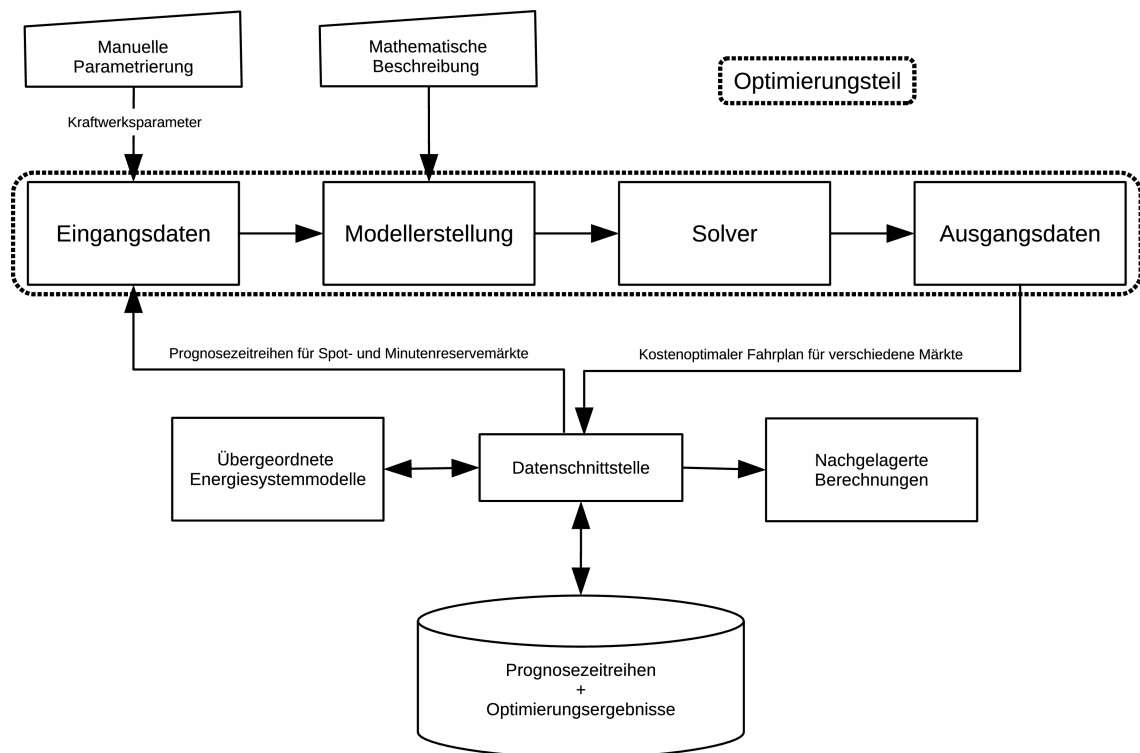 Manuelle
Parametrierung
Mathematische
Beschreibung
Optimierungsteil
Kraftwerksparameter
Eingangsdaten
Modellerstellung
Solver
Ausgangsdaten
Prognosezeitreihen für Spot- und Minutenreservemärkte
Kostenoptimaler Fahrplan für verschiedene Märkte
Übergeordnete
Energiesystemmodelle
Datenschnittstelle
Nachgelagerte
Berechnungen
Prognosezeitreihen
+
Optimierungsergebnisse